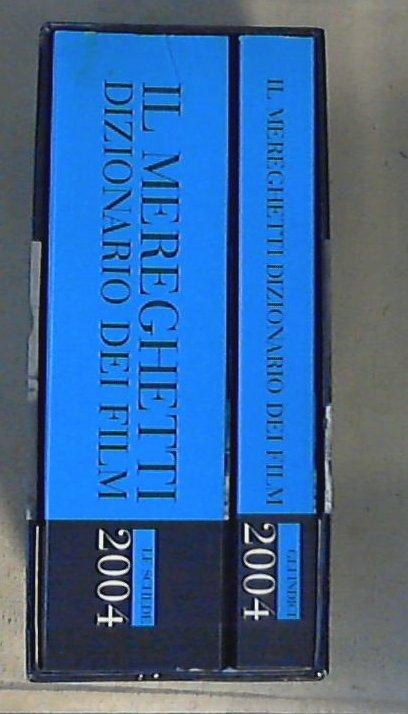 IL MEREGHETTI
DIZIONARIO DEI FILM
LE SCHEDE
2004
IL MEREGHETTI DIZIONARIO DEI FILM
GLI INDICI
2004